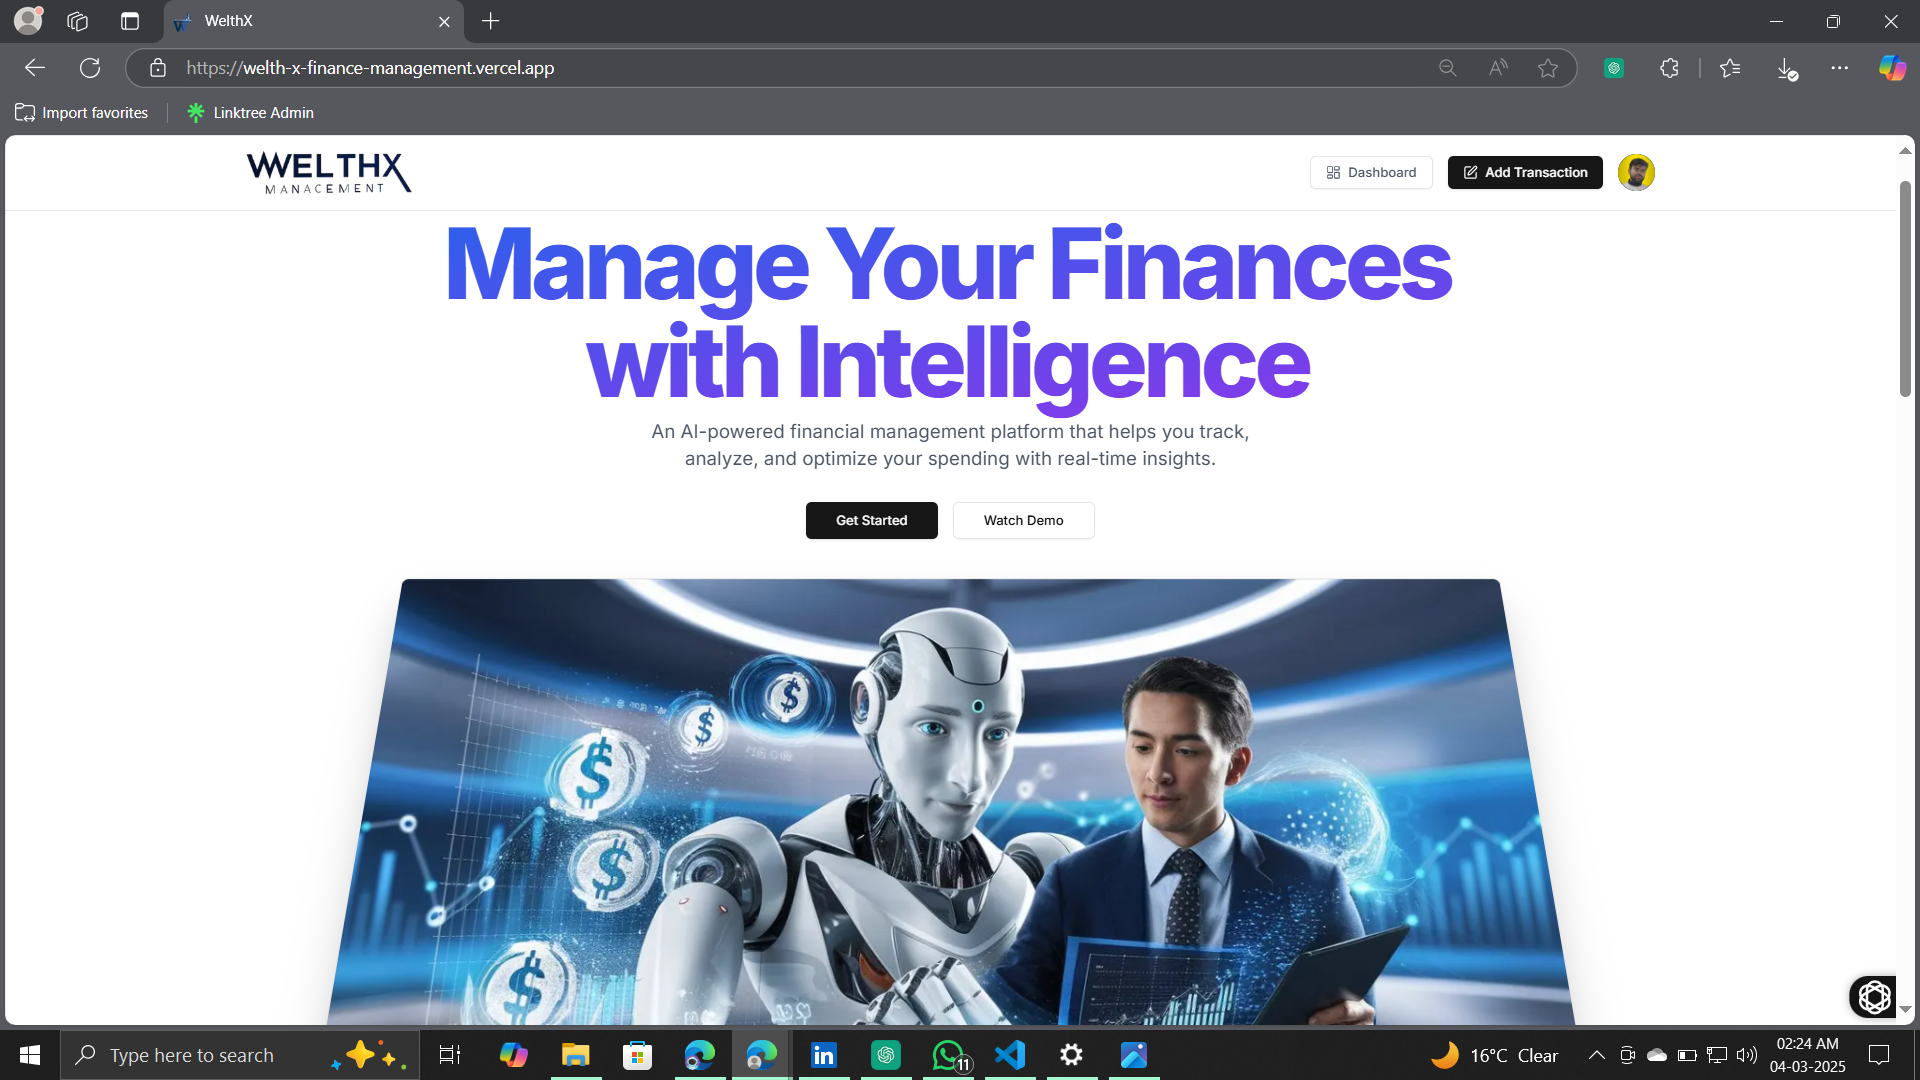 WelthX
https://welth-x-finance-management.vercel.app
Import favorites
Linktree Admin
WELTHX
MANAGEMENT
Dashboard
Add Transaction
Manage Your Finances
with Intelligence
An AI-powered financial management platform that helps you track,
analyze, and optimize your spending with real-time insights.
Get Started
Watch Demo
$
$
$
$
$
Type here to search
in
11
16°C Clear
02:24 AM
04-03-2025